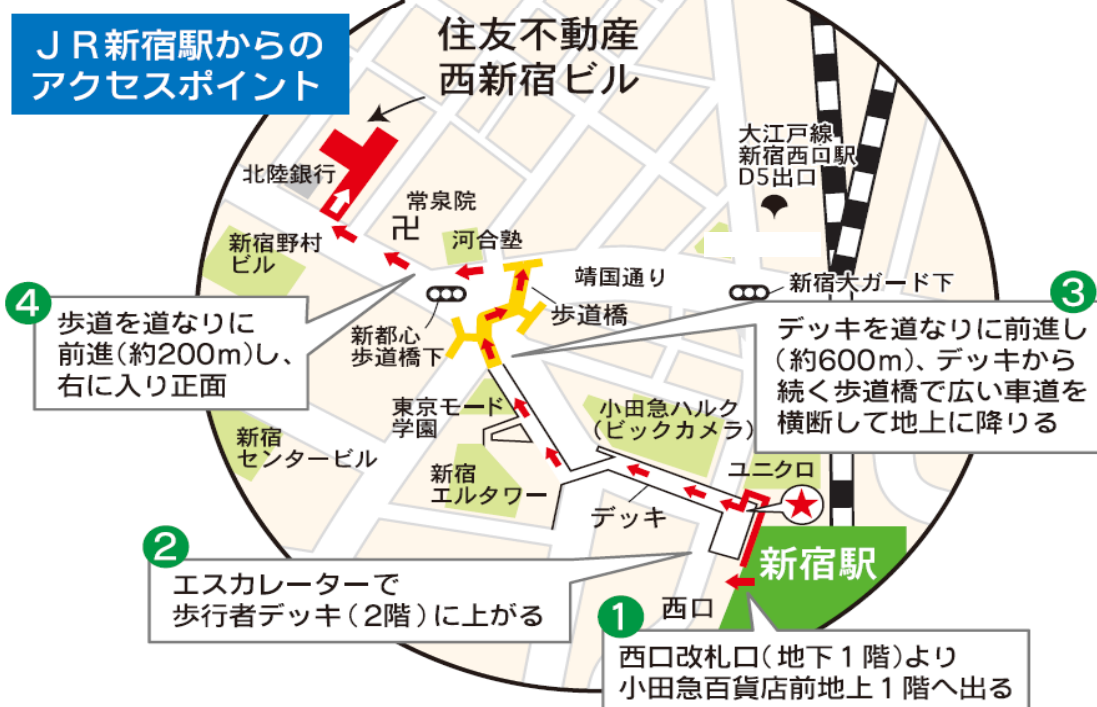 JR新宿駅からの
アクセスポイント
住友不動産
西新宿ビル
大江戸線
新宿西口駅
D5出口
北陸銀行
常泉院
卍
河合塾
新宿野村
ビル
靖国通り
新宿大ガード下
歩道橋
新都心
歩道橋下
4
歩道を道なりに
前進(約200m)し、
右に入り正面
3
デッキを道なりに前進し
(約600m)、デッキから
続く歩道橋で広い車道を
横断して地上に降りる
東京モード
学園
小田急ハルク
(ビックカメラ)
新宿
センタービル
新宿
エルタワー
ユニクロ
デッキ
新宿駅
西口
2
エスカレーターで
歩行者デッキ(2階)に上がる
1
西口改札口(地下1階)より
小田急百貨店前地上1階へ出る